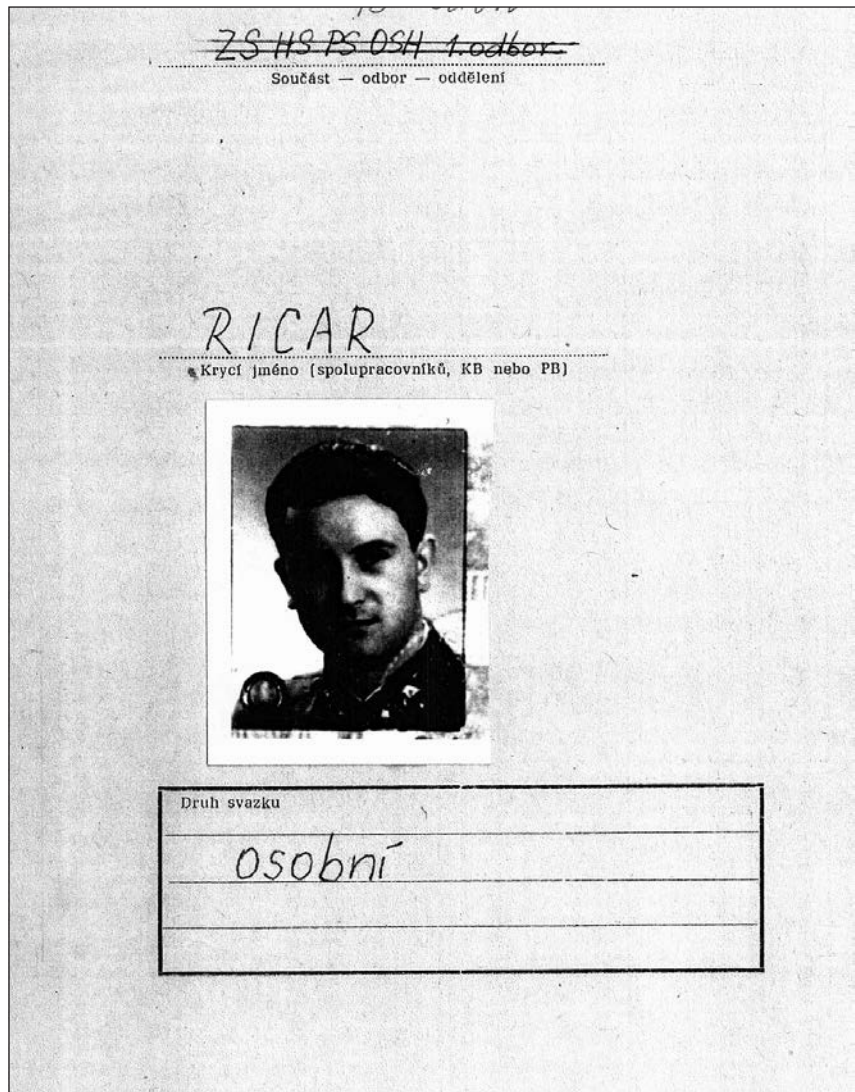 ZS HS PS OSH 1. odbor
Součást — odbor — oddělení
RICAR
Krycí jméno (spolupracovníků, KB nebo PB)
Druh svazku
osobní